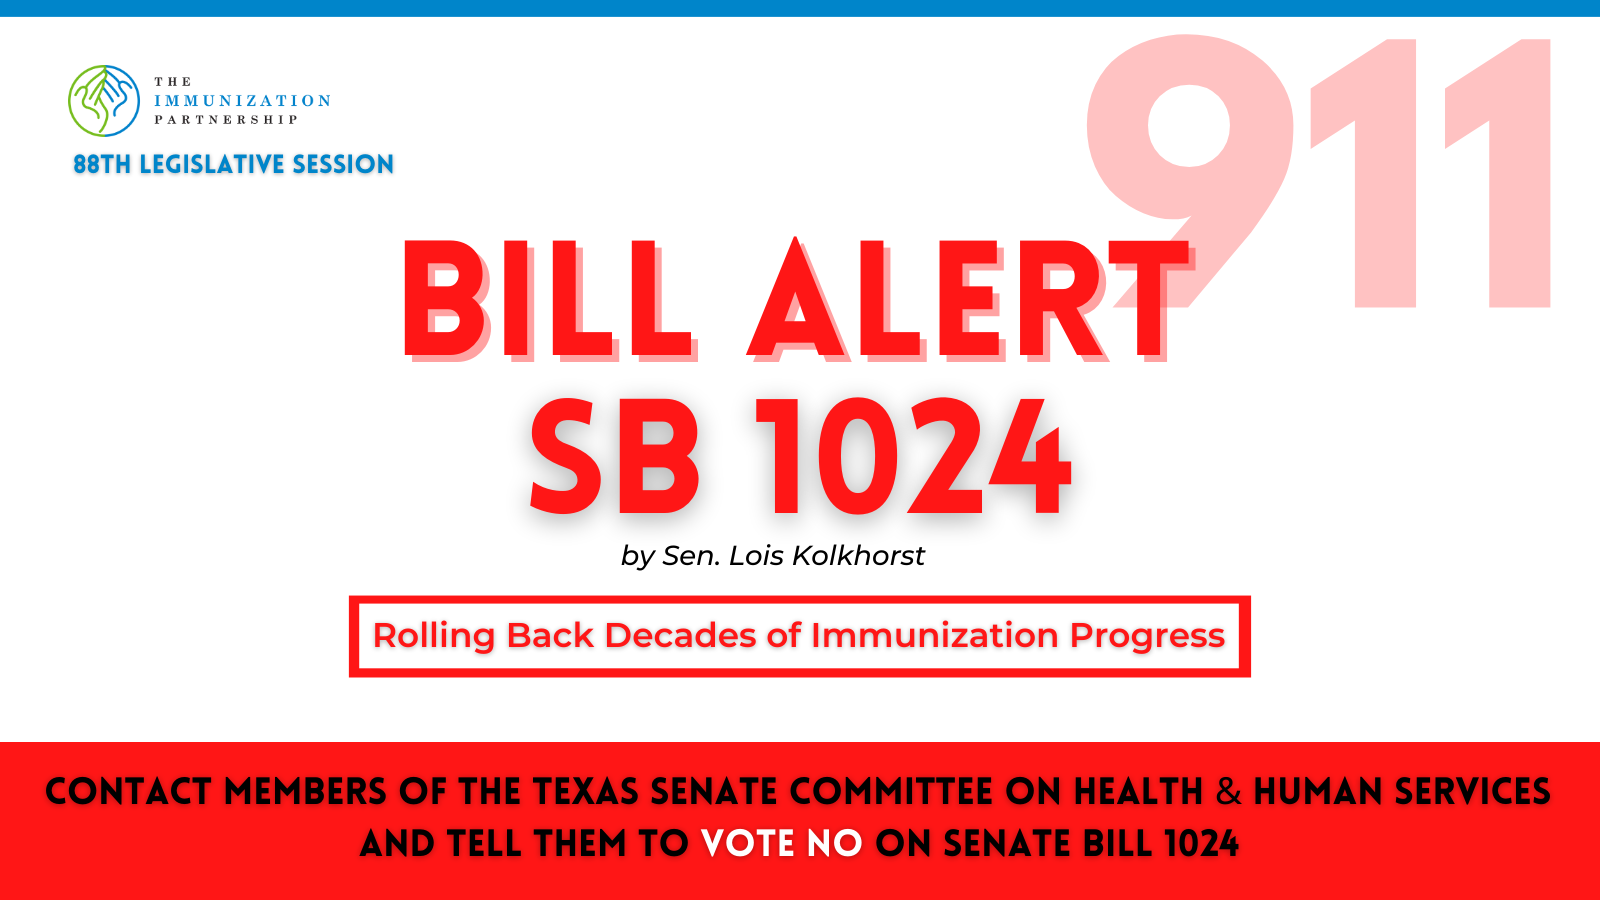 THE
IMMUNIZATION
PARTNERSHIP
88TH LEGISLATIVE SESSION
911
BILL ALERT
SB 1024
by Sen. Lois Kolkhorst
Rolling Back Decades of Immunization Progress
CONTACT MEMBERS OF THE TEXAS SENATE COMMITTEE ON HEALTH & HUMAN SERVICES
AND TELL THEM TO VOTE NO ON SENATE BILL 1024